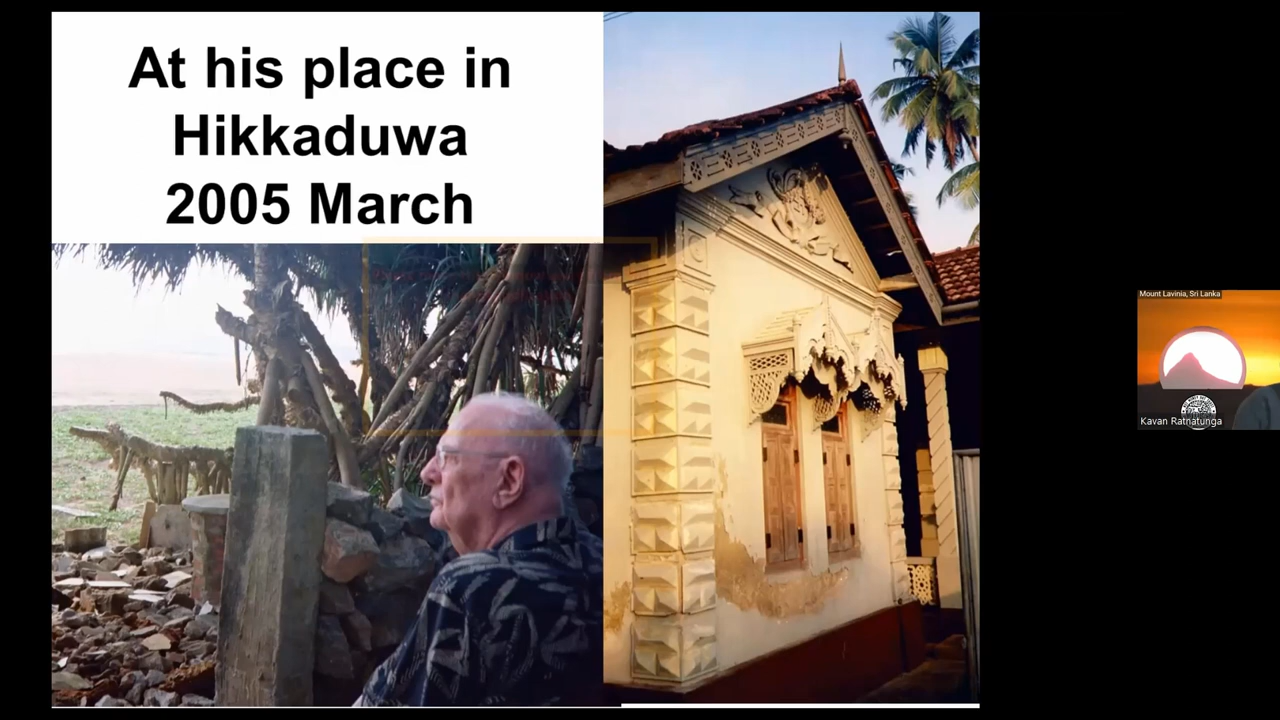 At his place in
Hikkaduwa
2005 March
Mount Lavinia, Sri Lanka
Kavan Ratnatunga